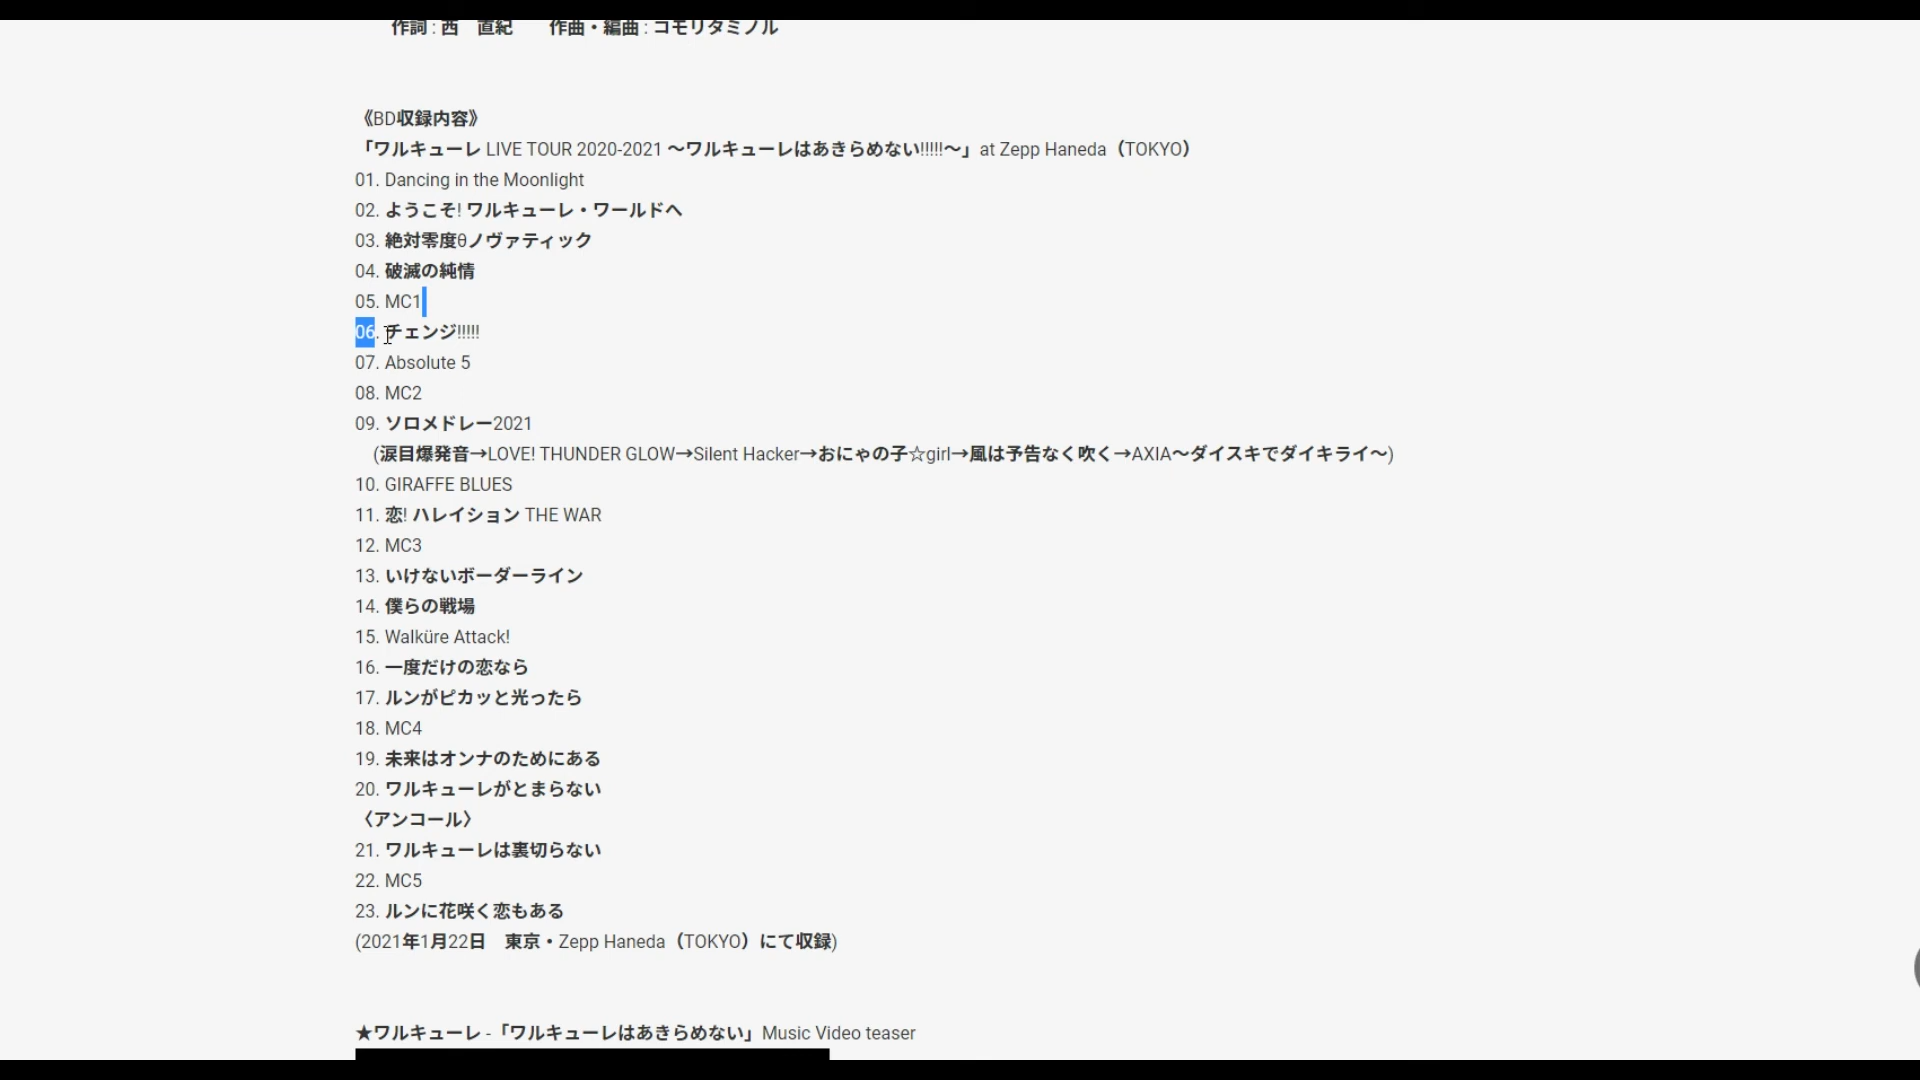 作詞 : 西　直紀　　作曲・編曲 : コモリタミノル
《BD収録内容》
「ワルキューレ LIVE TOUR 2020-2021 ～ワルキューレはあきらめない!!!!!～」at Zepp Haneda（TOKYO）
01. Dancing in the Moonlight
02. ようこそ! ワルキューレ・ワールドへ
03. 絶対零度θノヴァティック
04. 破滅の純情
05. MC1
06. チェンジ!!!!!
07. Absolute 5
08. MC2
09. ソロメドレー2021
(涙目爆発音→LOVE! THUNDER GLOW→Silent Hacker→おにゃの子☆girl→風は予告なく吹く→AXIA～ダイスキでダイキライ～)
10. GIRAFFE BLUES
11. 恋! ハレイション THE WAR
12. MC3
13. いけないボーダーライン
14. 僕らの戦場
15. Walküre Attack!
16. 一度だけの恋なら
17. ルンがピカッと光ったら
18. MC4
19. 未来はオンナのためにある
20. ワルキューレがとまらない
〈アンコール〉
21. ワルキューレは裏切らない
22. MC5
23. ルンに花咲く恋もある
(2021年1月22日　東京・Zepp Haneda（TOKYO）にて収録)
★ワルキューレ -「ワルキューレはあきらめない」Music Video teaser